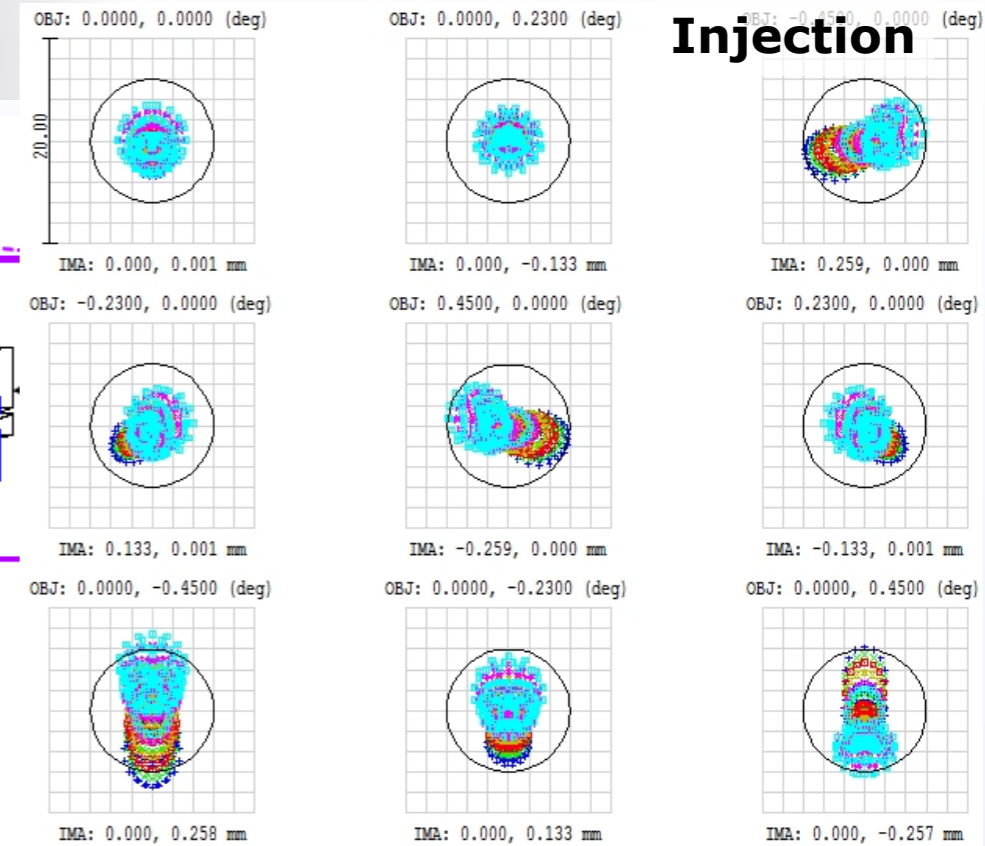 OBJ: 0.0000, 0.0000 (deg)
OBJ: 0.0000, 0.2300 (deg)
OBJ: -0.4500, 0.0000 (deg)
Injection
20.00
IMA: 0.000, 0.001 mm
IMA: 0.000, -0.133 mm
IMA: 0.259, 0.000 mm
OBJ: -0.2300, 0.0000 (deg)
OBJ: 0.4500, 0.0000 (deg)
OBJ: 0.2300, 0.0000 (deg)
IMA: 0.133, 0.001 mm
IMA: -0.259, 0.000 mm
IMA: -0.133, 0.001 mm
OBJ: 0.0000, -0.4500 (deg)
OBJ: 0.0000, -0.2300 (deg)
OBJ: 0.0000, 0.4500 (deg)
IMA: 0.000, 0.258 mm
IMA: 0.000, 0.133 mm
IMA: 0.000, -0.257 mm